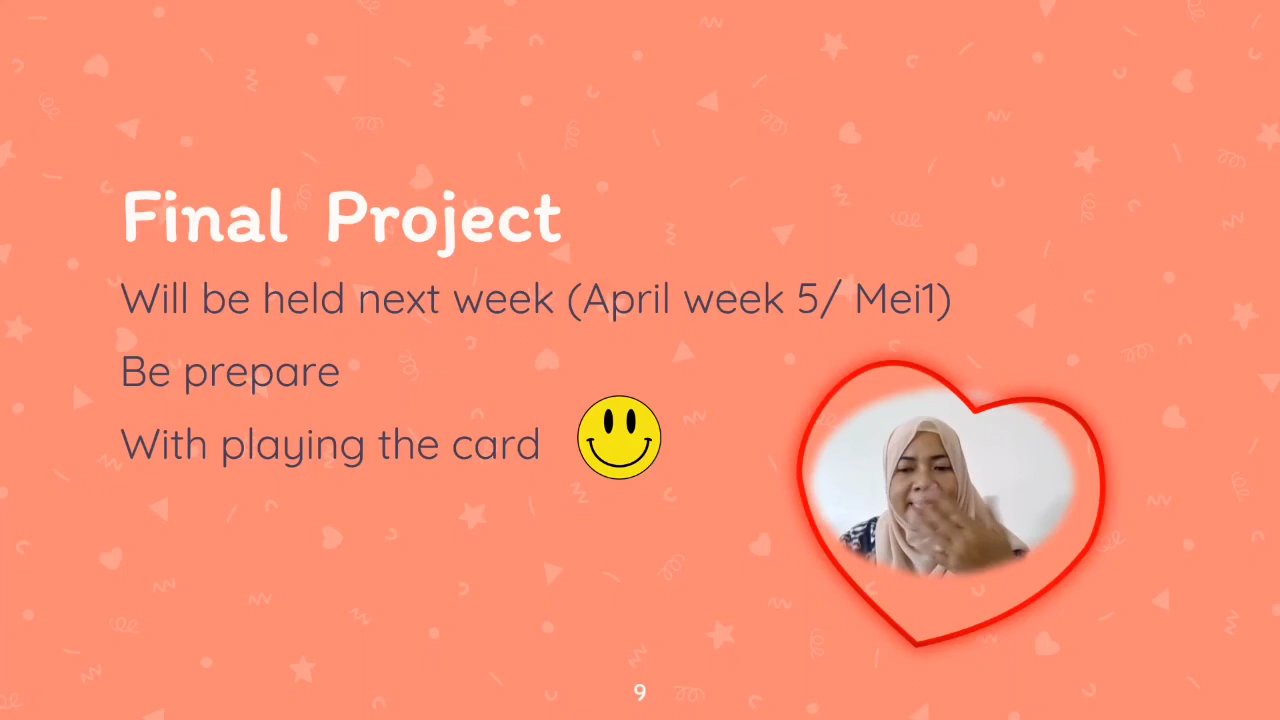 Final Project
Will be held next week (April week 5/ Mei1)
Be prepare
With playing the card
9